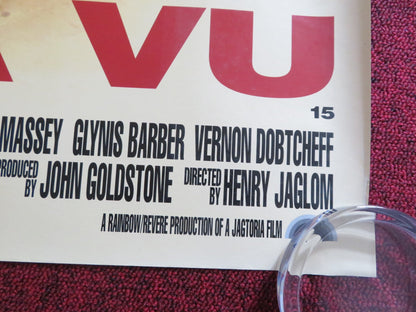 VU
15
MASSEY GLYNIS BARBER VERNON DOBTCHEFF
PRODUCED BY JOHN GOLDSTONE DIRECTED BY HENRY JAGLOM
A RAINBOW/REVERE PRODUCTION OF A JAGTORIA FILM